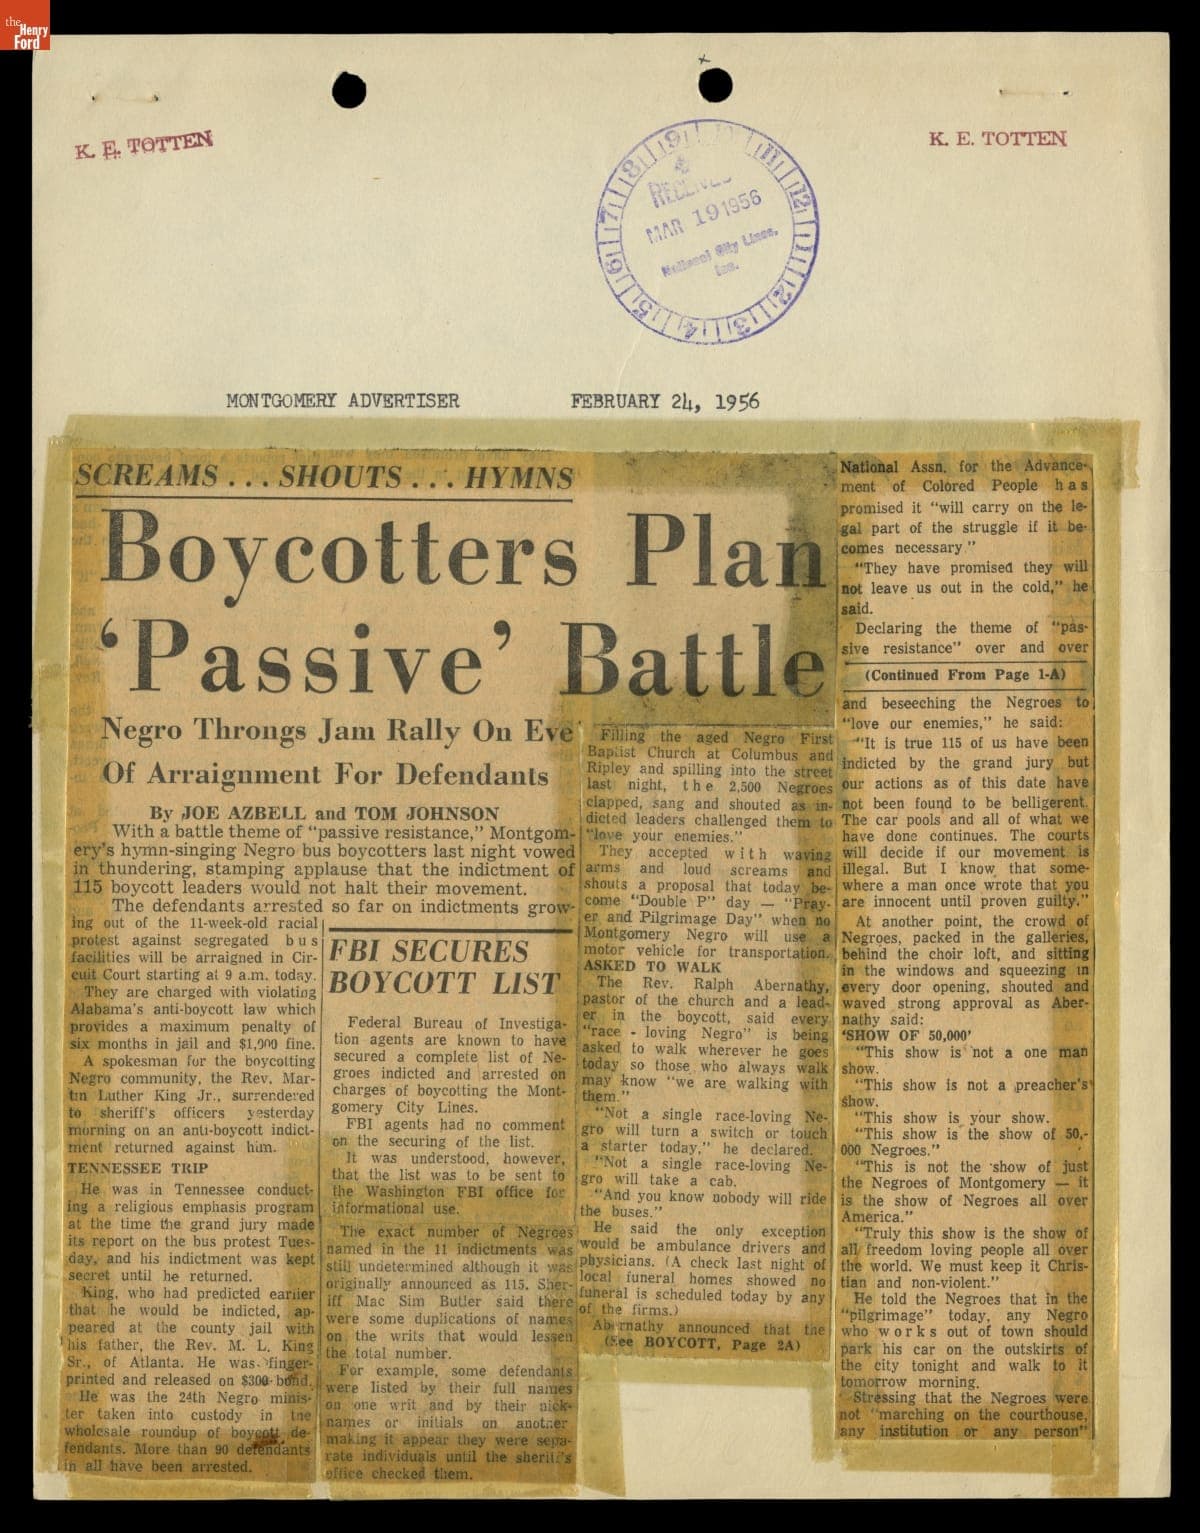 the
Henry
Ford
K. E. TOTTEN
K. E. TOTTEN
9
11
12
1
2
3
4
5
6
7
8
RECEIVED
MAR 19 1956
National City Lines,
Inc.
MONTGOMERY ADVERTISER FEBRUARY 24, 1956
SCREAMS . . . SHOUTS . . . HYMNS
Boycotters Plan
‘Passive’ Battle
Negro Throngs Jam Rally On Eve
Of Arraignment For Defendants
By JOE AZBELL and TOM JOHNSON
With a battle theme of “passive resistance,” Montgom-
ery’s hymn-singing Negro bus boycotters last night vowed
in thundering, stamping applause that the indictment of
115 boycott leaders would not halt their movement.
The defendants arrested so far on indictments grow-
ing out of the 11-week-old racial
protest against segregated bus
facilities will be arraigned in Cir-
cuit Court starting at 9 a.m. today.
They are charged with violating
Alabama’s anti-boycott law which
provides a maximum penalty of
six months in jail and $1,000 fine.
A spokesman for the boycotting
Negro community, the Rev. Mar-
tin Luther King Jr., surrendered
to sheriff’s officers yesterday
morning on an anti-boycott indict-
ment returned against him.
TENNESSEE TRIP
He was in Tennessee conduct-
ing a religious emphasis program
at the time the grand jury made
its report on the bus protest Tues-
day, and his indictment was kept
secret until he returned.
King, who had predicted earlier
that he would be indicted, ap-
peared at the county jail with
his father, the Rev. M. L. King
Sr., of Atlanta. He was finger-
printed and released on $300 bond.
He was the 24th Negro minis-
ter taken into custody in the
wholesale roundup of boycott de-
fendants. More than 90 defendants
in all have been arrested.
FBI SECURES
BOYCOTT LIST
Federal Bureau of Investiga-
tion agents are known to have
secured a complete list of Ne-
groes indicted and arrested on
charges of boycotting the Mont-
gomery City Lines.
FBI agents had no comment
on the securing of the list.
It was understood, however,
that the list was to be sent to
the Washington FBI office for
informational use.
The exact number of Negroes
named in the 11 indictments was
still undetermined although it was
originally announced as 115. Sher-
iff Mac Sim Butler said there
were some duplications of names
on the writs that would lessen
the total number.
For example, some defendants
were listed by their full names
on one writ and by their nick-
names or initials on another
making it appear they were sepa-
rate individuals until the sheriff’s
office checked them.
Filling the aged Negro First
Baptist Church at Columbus and
Ripley and spilling into the street
last night, the 2,500 Negroes
clapped, sang and shouted as in-
dicted leaders challenged them to
“love your enemies.”
They accepted with waving
arms and loud screams and
shouts a proposal that today be-
come “Double P” day — “Pray-
er and Pilgrimage Day” when no
Montgomery Negro will use a
motor vehicle for transportation.
ASKED TO WALK
The Rev. Ralph Abernathy,
pastor of the church and a lead-
er in the boycott, said every
“race - loving Negro” is being
asked to walk wherever he goes
today so those who always walk
may know “we are walking with
them.”
“Not a single race-loving Ne-
gro will turn a switch or touch
a starter today,” he declared.
“Not a single race-loving Ne-
gro will take a cab.
“And you know nobody will ride
the buses.”
He said the only exception
would be ambulance drivers and
physicians. (A check last night of
local funeral homes showed no
funeral is scheduled today by any
of the firms.)
Abernathy announced that the
(See BOYCOTT, Page 2A)
National Assn. for the Advance-
ment of Colored People has
promised it “will carry on the le-
gal part of the struggle if it be-
comes necessary”
“They have promised they will
not leave us out in the cold,” he
said.
Declaring the theme of “pas-
sive resistance” over and over
(Continued From Page 1-A)
and beseeching the Negroes to
“love our enemies,” he said:
“It is true 115 of us have been
indicted by the grand jury but
our actions as of this date have
not been found to be belligerent.
The car pools and all of what we
have done continues. The courts
will decide if our movement is
illegal. But I know that some-
where a man once wrote that you
are innocent until proven guilty.”
At another point, the crowd of
Negroes, packed in the galleries,
behind the choir loft, and sitting
in the windows and squeezing in
every door opening, shouted and
waved strong approval as Aber-
nathy said:
‘SHOW OF 50,000’
“This show is not a one man
show.
“This show is not a preacher’s
show.
“This show is your show.
“This show is the show of 50,-
000 Negroes.”
“This is not the show of just
the Negroes of Montgomery — it
is the show of Negroes all over
America.”
“Truly this show is the show of
all freedom loving people all over
the world. We must keep it Chris-
tian and non-violent.”
He told the Negroes that in the
“pilgrimage” today, any Negro
who works out of town should
park his car on the outskirts of
the city tonight and walk to it
tomorrow morning.
Stressing that the Negroes were
not “marching on the courthouse,
any institution or any person”